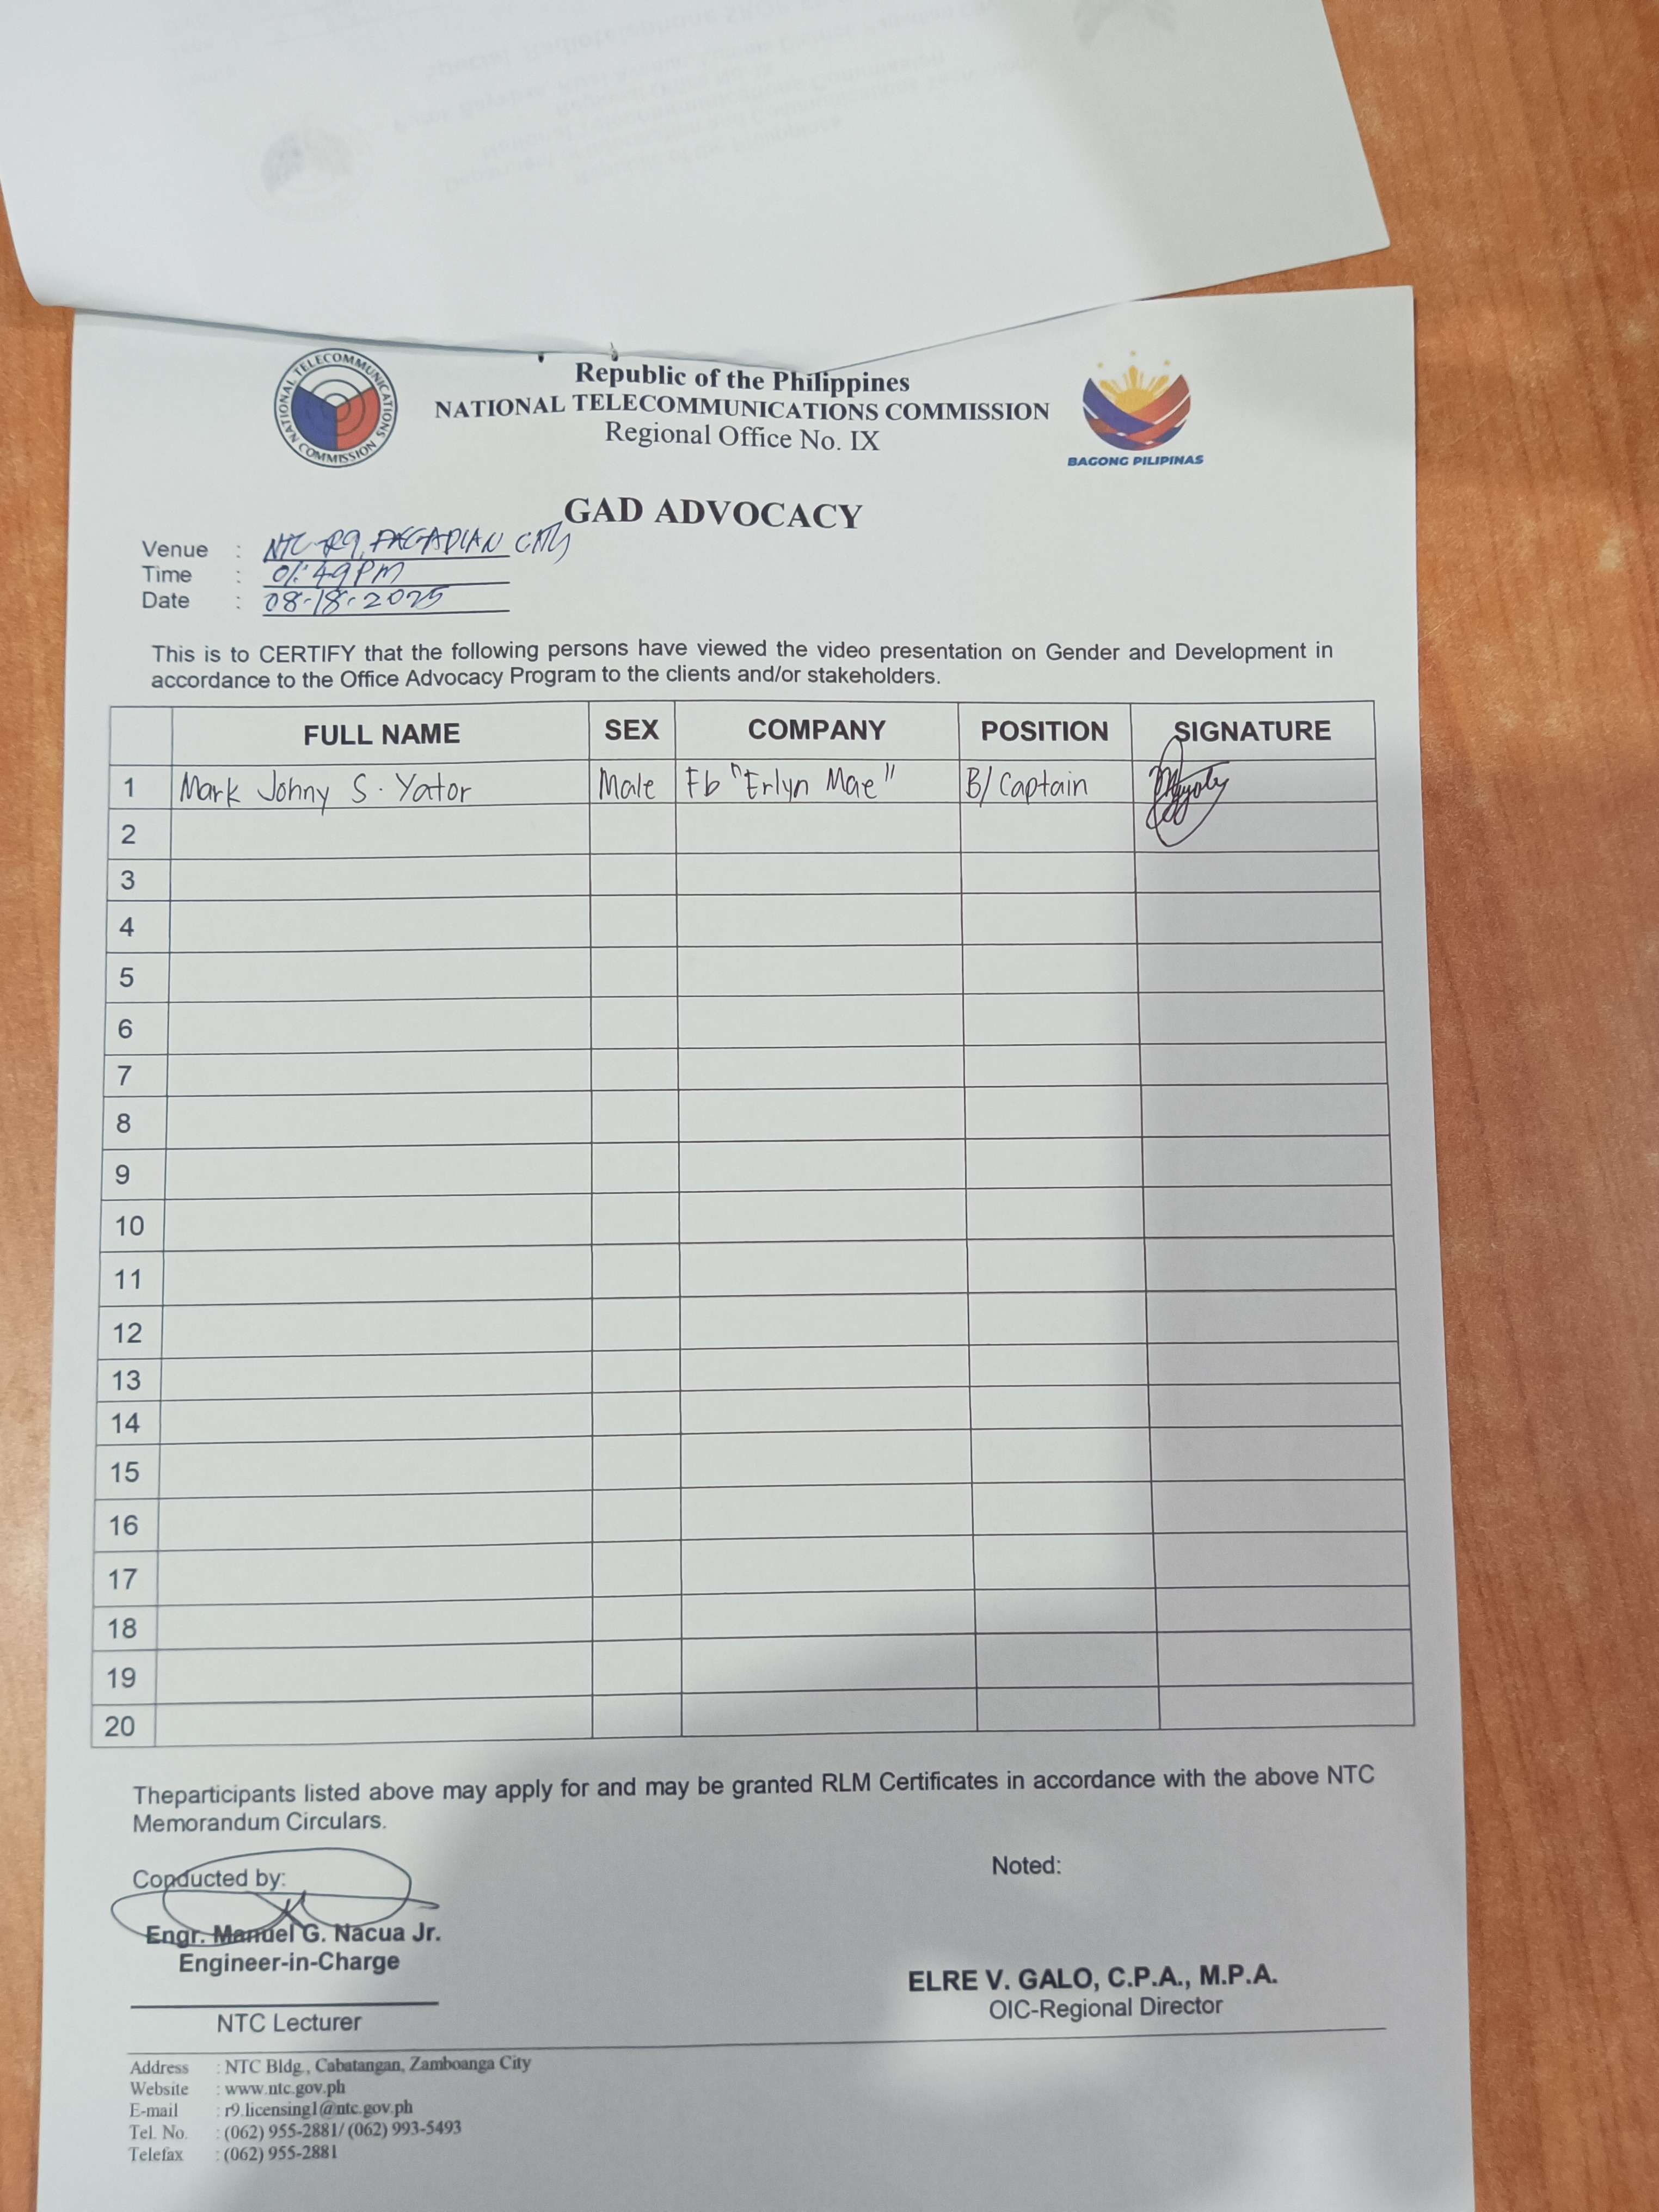 NATIONAL TELECOMMUNICATIONS COMMISSION
Republic of the Philippines
NATIONAL TELECOMMUNICATIONS COMMISSION
Regional Office No. IX
BAGONG PILIPINAS
GAD ADVOCACY
Venue : NTC-R9, PAGADIAN CITY
Time : 01:49PM
Date : 08-18-2025
This is to CERTIFY that the following persons have viewed the video presentation on Gender and Development in
accordance to the Office Advocacy Program to the clients and/or stakeholders.
FULL NAME SEX COMPANY POSITION SIGNATURE
1 Mark Johny S. Yator Male Fb "Erlyn Mae" B/Captain
2
3
4
5
6
7
8
9
10
11
12
13
14
15
16
17
18
19
20
Theparticipants listed above may apply for and may be granted RLM Certificates in accordance with the above NTC
Memorandum Circulars.
Conducted by: Noted:
Engr. Manuel G. Nacua Jr.
Engineer-in-Charge
ELRE V. GALO, C.P.A., M.P.A.
OIC-Regional Director
NTC Lecturer
Address : NTC Bldg., Cabatangan, Zamboanga City
Website : www.ntc.gov.ph
E-mail : r9.licensing1@ntc.gov.ph
Tel. No. : (062) 955-2881/ (062) 993-5493
Telefax : (062) 955-2881